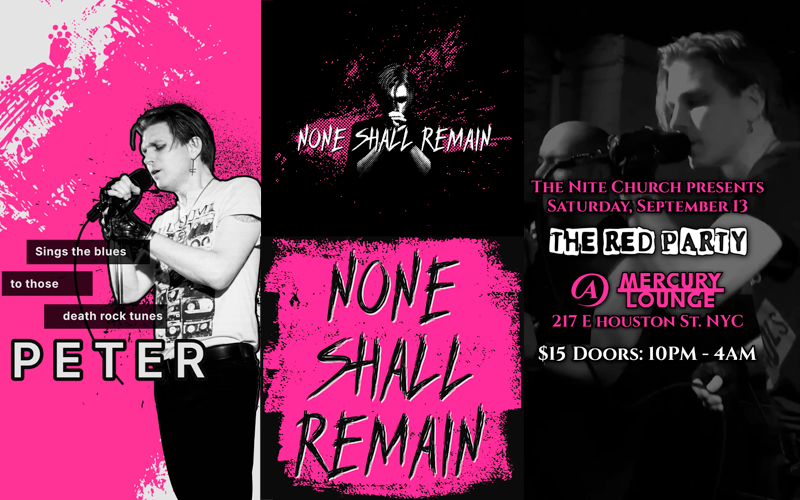 Sings the blues
to those
death rock tunes
PETER
NONE SHALL REMAIN
NONE
SHALL
REMAIN
The Nite Church presents
Saturday, September 13
THE RED PARTY
A MERCURY
LOUNGE
217 E houston St. NYC
$15 Doors: 10PM - 4AM